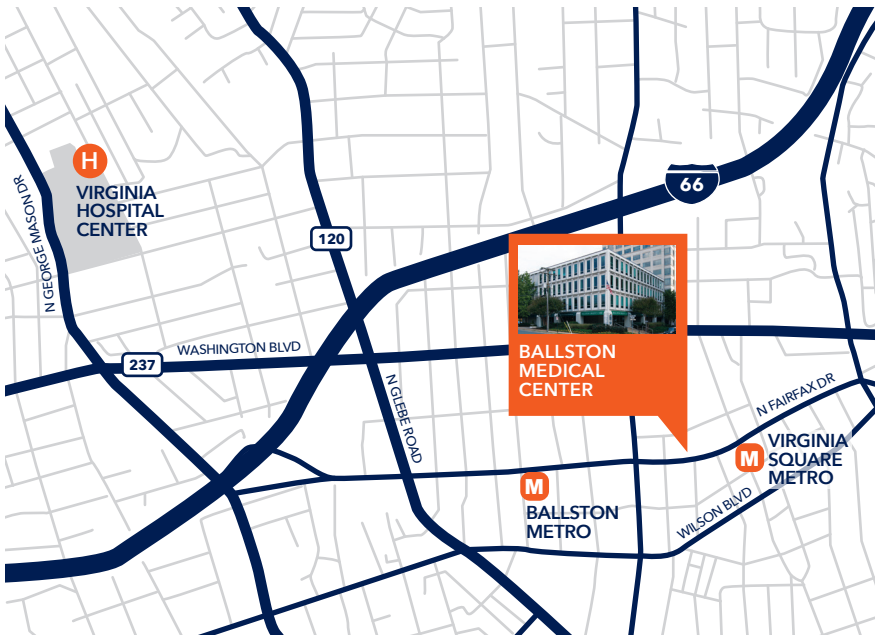 H
VIRGINIA
HOSPITAL
CENTER
N GEORGE MASON DR
120
66
237
WASHINGTON BLVD
N GLEBE ROAD
BALLSTON
MEDICAL
CENTER
N FAIRFAX DR
M
VIRGINIA
SQUARE
METRO
M
BALLSTON
METRO
WILSON BLVD